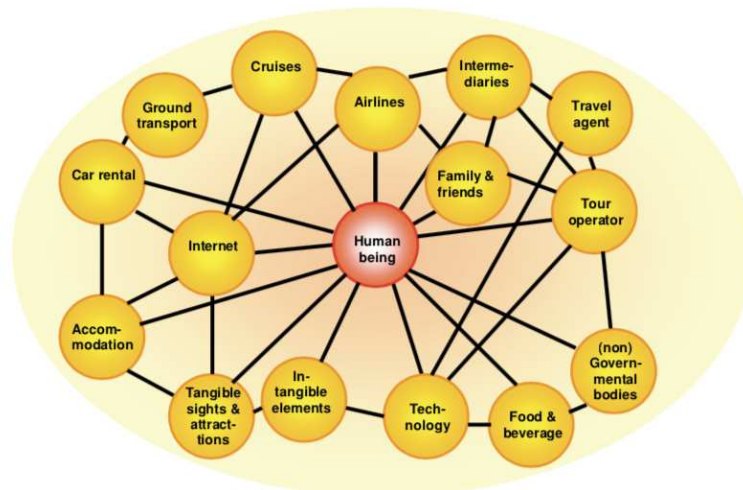 Cruises
Interme-
diaries
Ground
transport
Airlines
Travel
agent
Car rental
Family &
friends
Tour
operator
Internet
Human
being
Accom-
modation
(non)
Govern-
mental
bodies
Tangible
sights &
attract-
tions
In-
tangible
elements
Tech-
nology
Food &
beverage